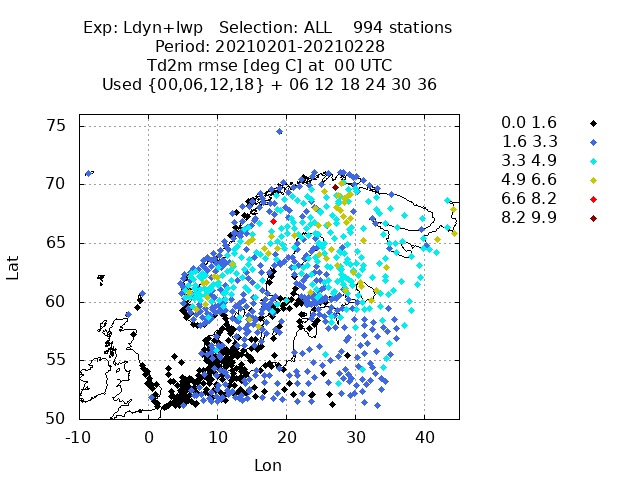 Exp: Ldyn+lwp   Selection: ALL    994 stations
Period: 20210201-20210228
Td2m rmse [deg C] at  00 UTC
Used {00,06,12,18} + 06 12 18 24 30 36
75
70
65
60
55
50
Lat
-10 0 10 20 30 40
Lon
0.0 1.6
1.6 3.3
3.3 4.9
4.9 6.6
6.6 8.2
8.2 9.9